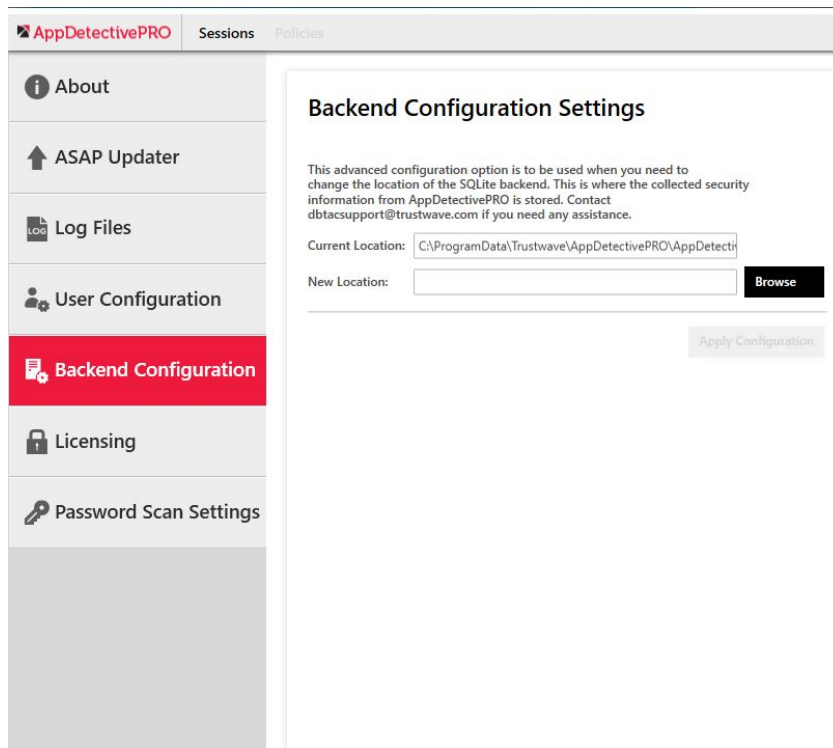 AppDetectivePRO Sessions Policies
About
ASAP Updater
LOG Log Files
User Configuration
Backend Configuration
Licensing
Password Scan Settings
Backend Configuration Settings
This advanced configuration option is to be used when you need to
change the location of the SQLite backend. This is where the collected security
information from AppDetectivePRO is stored. Contact
dbtacsupport@trustwave.com if you need any assistance.
Current Location: C:\ProgramData\Trustwave\AppDetectivePRO\AppDetectiv
New Location: Browse
Apply Configuration